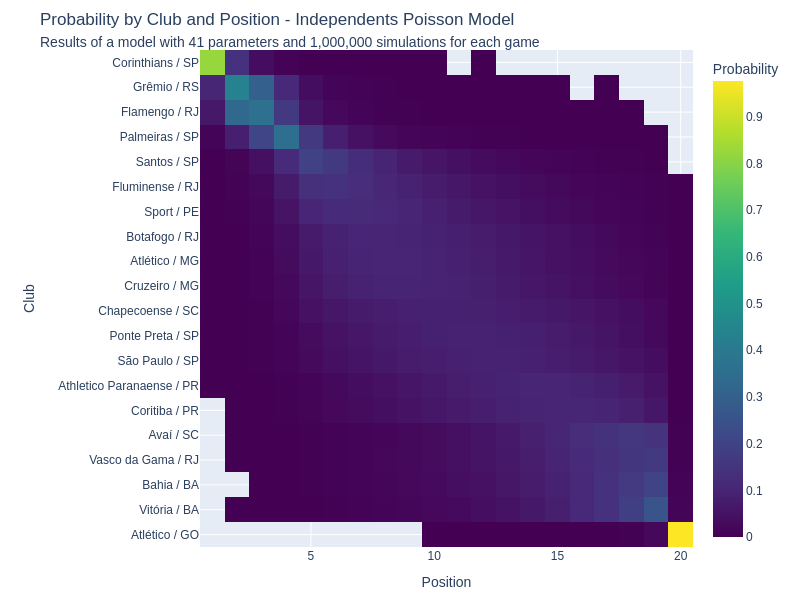 Probability by Club and Position - Independents Poisson Model
Results of a model with 41 parameters and 1,000,000 simulations for each game
Probability
Corinthians / SP
Grêmio / RS
Flamengo / RJ
Palmeiras / SP
Santos / SP
Fluminense / RJ
Sport / PE
Botafogo / RJ
Atlético / MG
Cruzeiro / MG
Chapecoense / SC
Ponte Preta / SP
São Paulo / SP
Athletico Paranaense / PR
Coritiba / PR
Avaí / SC
Vasco da Gama / RJ
Bahia / BA
Vitória / BA
Atlético / GO
Club
5
10
15
20
Position
0.9
0.8
0.7
0.6
0.5
0.4
0.3
0.2
0.1
0